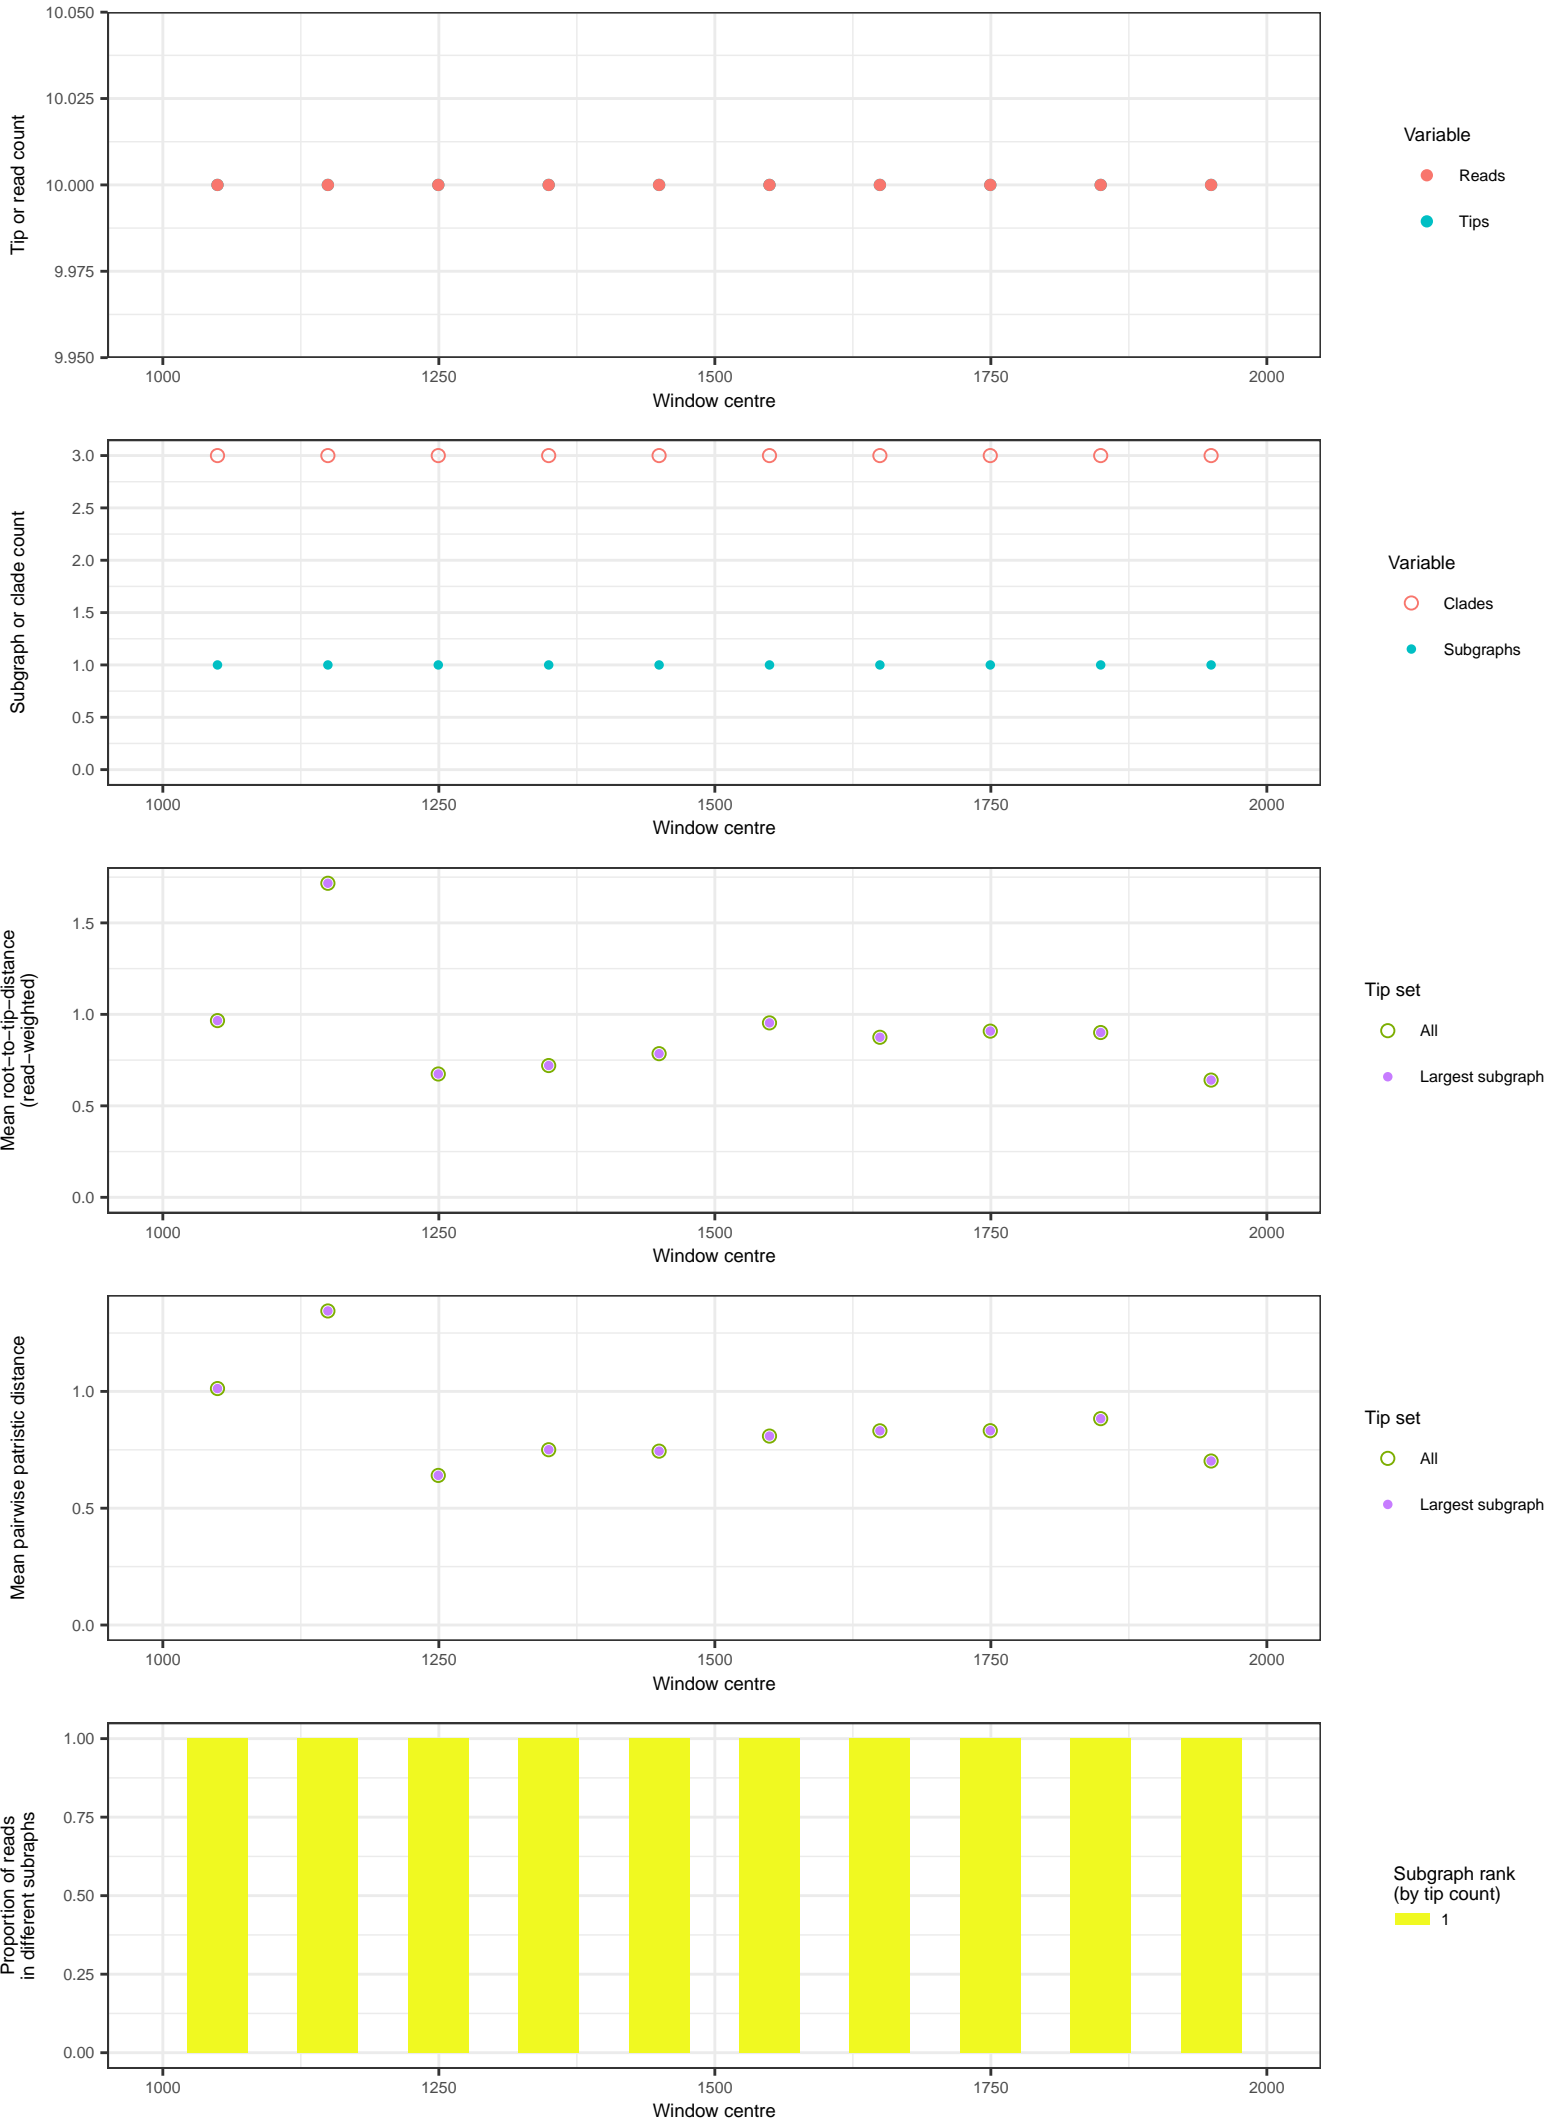 10.050
10.025
10.000
9.975
9.950
Tip or read count
1000 1250 1500 1750 2000
Window centre
Variable
Reads
Tips
3.0
2.5
2.0
1.5
1.0
0.5
0.0
Subgraph or clade count
1000 1250 1500 1750 2000
Window centre
Variable
Clades
Subgraphs
1.5
1.0
0.5
0.0
Mean root−to−tip−distance
(read−weighted)
1000 1250 1500 1750 2000
Window centre
Tip set
All
Largest subgraph
1.0
0.5
0.0
Mean pairwise patristic distance
1000 1250 1500 1750 2000
Window centre
Tip set
All
Largest subgraph
1.00
0.75
0.50
0.25
0.00
Proportion of reads
in different subraphs
1000 1250 1500 1750 2000
Window centre
Subgraph rank
(by tip count)
1